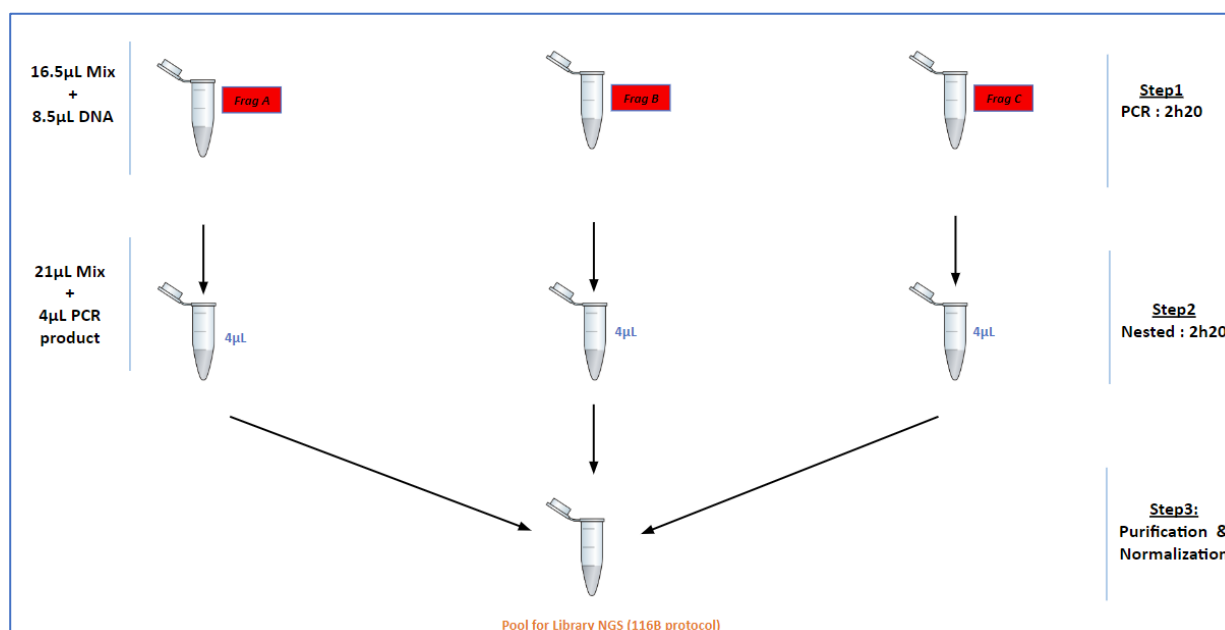 16.5µL Mix
+
8.5µL DNA
Frag A
Frag B
Frag C
Step1
PCR : 2h20
21µL Mix
+
4µL PCR
product
4µL
4µL
4µL
Step2
Nested : 2h20
Step3:
Purification &
Normalization
Pool for Library NGS (116B protocol)